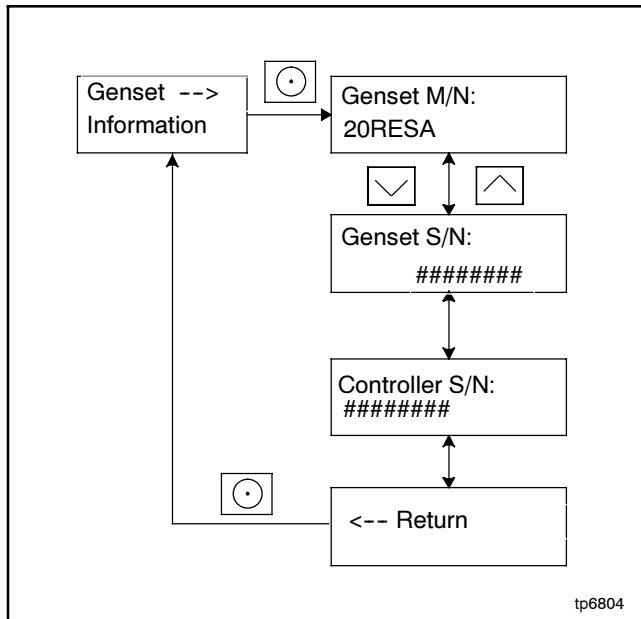 Genset -->
Information
Genset M/N:
20RESA
Genset S/N:
########
Controller S/N:
########
<-- Return
tp6804